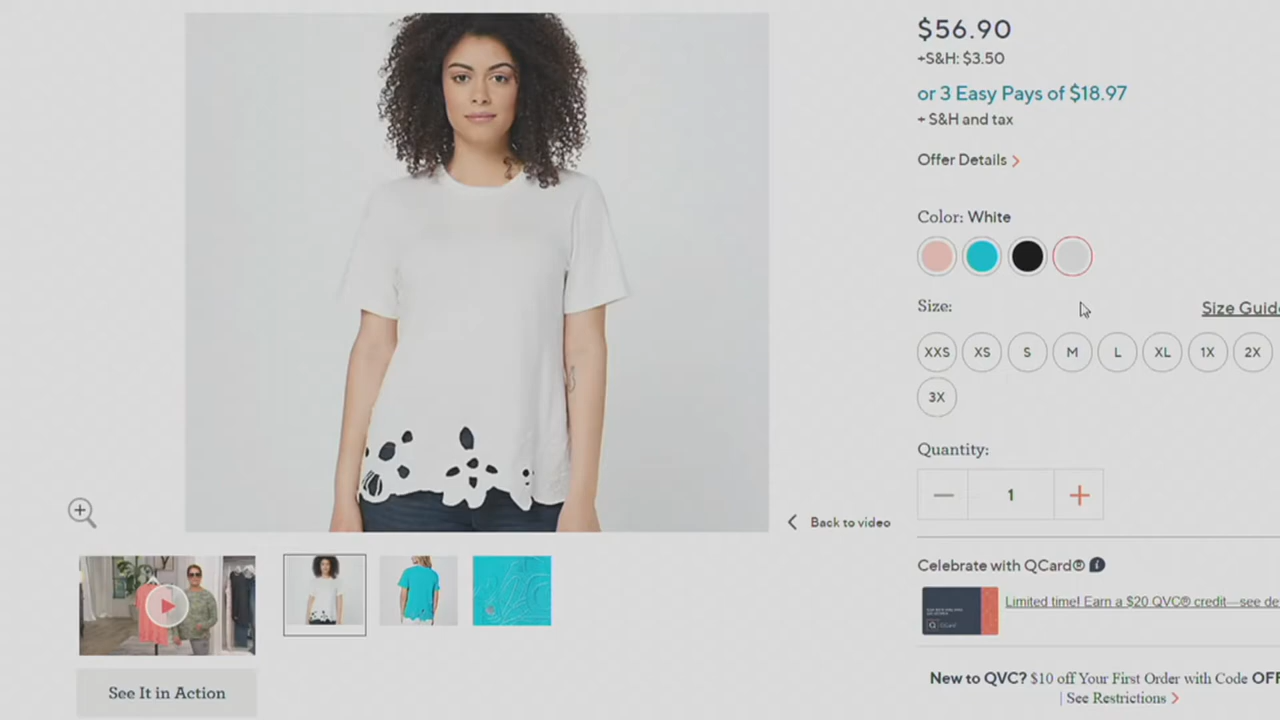 $56.90
+S&H: $3.50
or 3 Easy Pays of $18.97
+ S&H and tax
Offer Details
Color: White
Size:
Size Guid
XXS XS S M L XL 1X 2X
3X
Quantity:
1
Back to video
Celebrate with QCard®
Limited time! Earn a $20 QVC® credit—see de
See It in Action
New to QVC? $10 off Your First Order with Code OFF
| See Restrictions